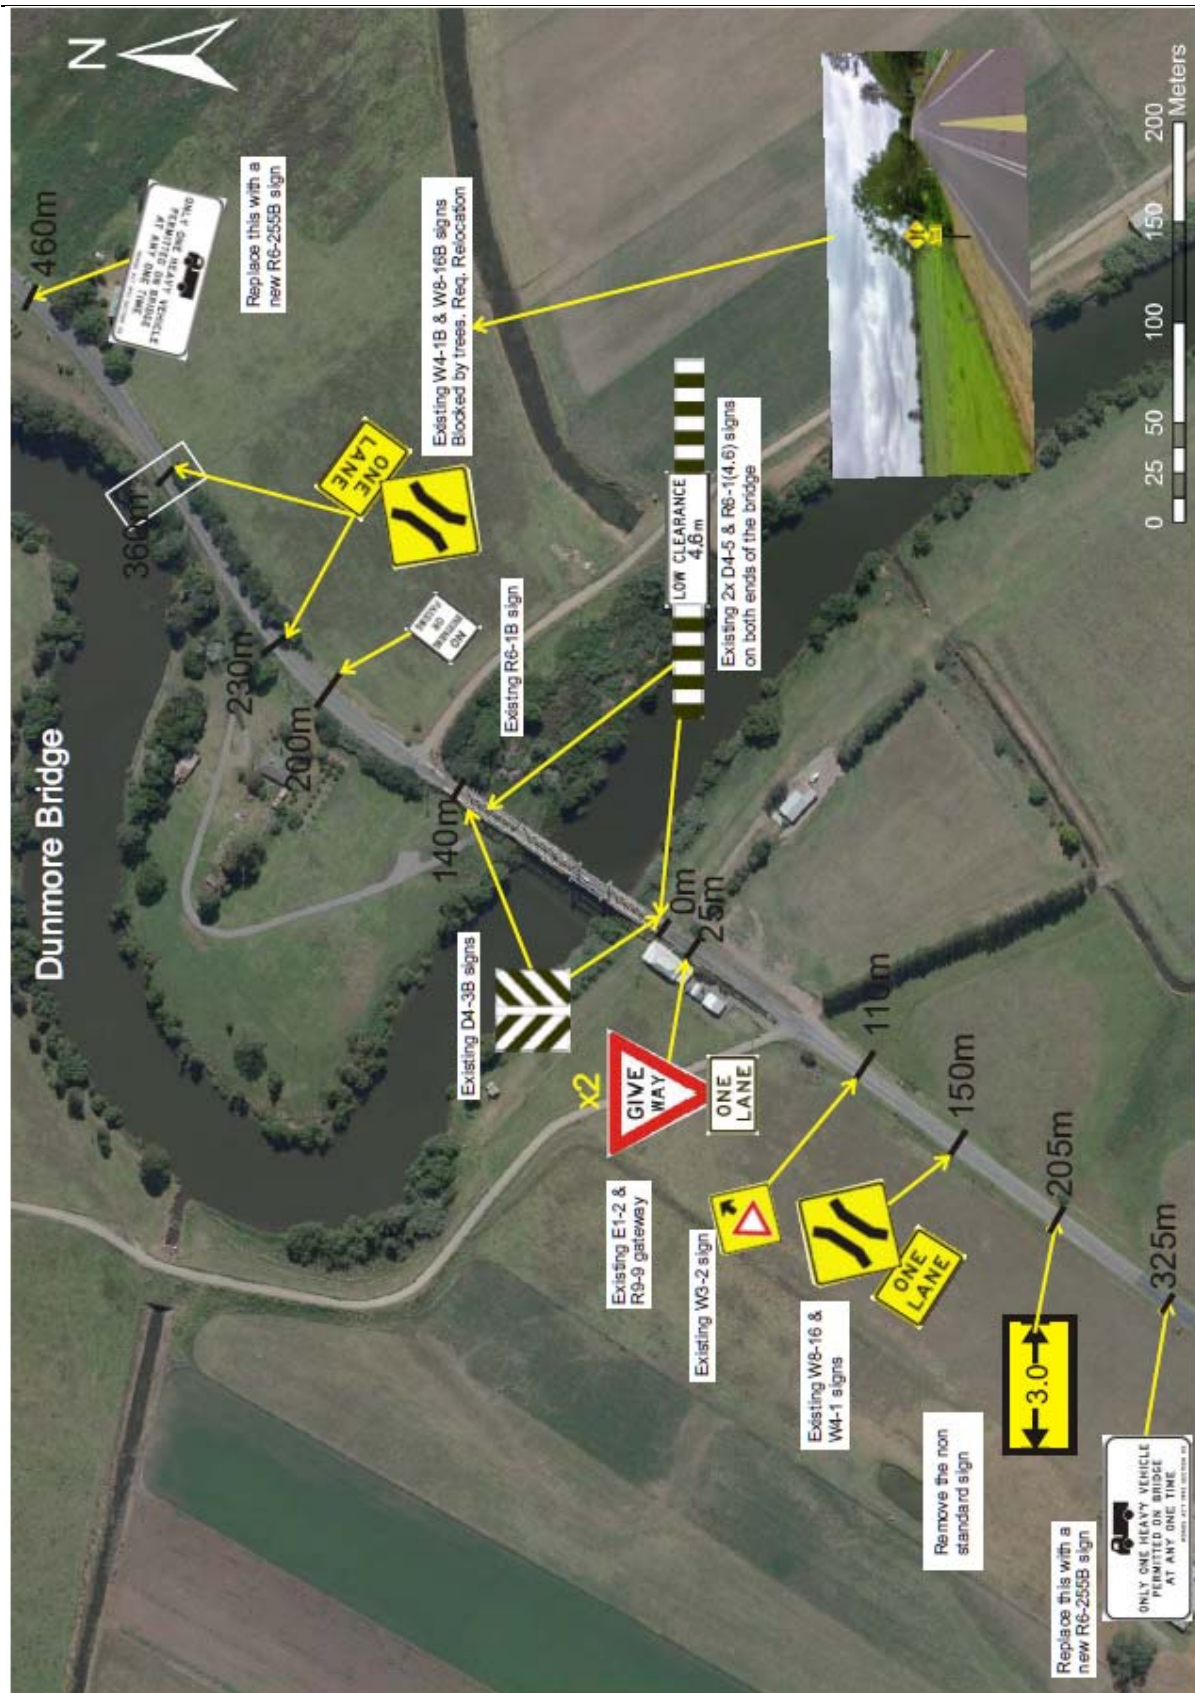 Dunmore Bridge
N
460m
ONLY ONE HEAVY VEHICLE
PERMITTED ON BRIDGE
AT ANY ONE TIME
Replace this with a
new R6-255B sign
360m
ONE
LANE
Existing W4-1B & W8-16B signs
Blocked by trees. Req. Relocation
230m
200m
NO
OVERTAKING
OR
PASSING
Existng R6-1B sign
140m
LOW CLEARANCE
4.6m
Existing 2x D4-5 & R6-1(4.6) signs
on both ends of the bridge
Existing D4-3B signs
0m
25m
x2
GIVE
WAY
ONE
LANE
Existing E1-2 &
R9-9 gateway
110m
Existing W3-2 sign
150m
ONE
LANE
Existing W8-16 &
W4-1 signs
205m
3.0
Remove the non
standard sign
325m
ONLY ONE HEAVY VEHICLE
PERMITTED ON BRIDGE
AT ANY ONE TIME
Replace this with a
new R6-255B sign
0 25 50 100 150 200
Meters